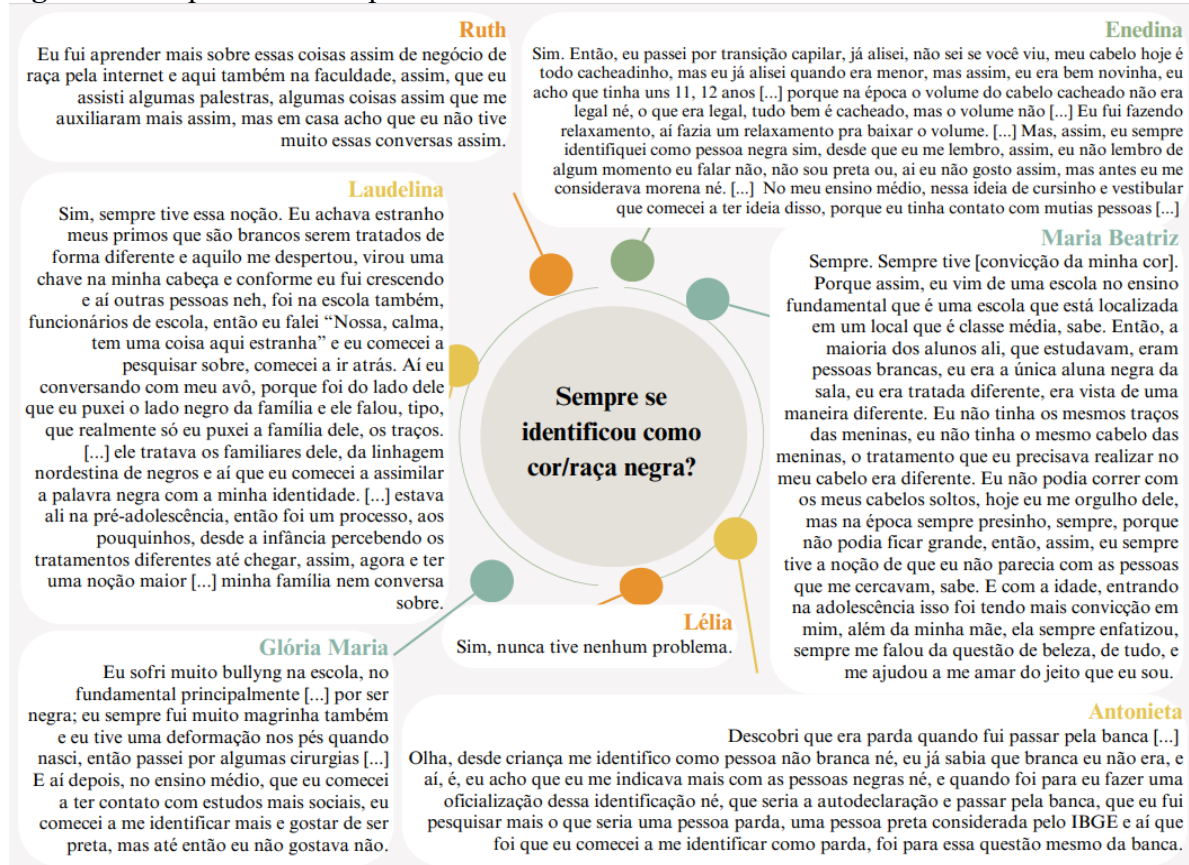 Ruth
Eu fui aprender mais sobre essas coisas assim de negócio de
raça pela internet e aqui também na faculdade, assim, que eu
assisti algumas palestras, algumas coisas assim que me
auxiliaram mais assim, mas em casa acho que eu não tive
muito essas conversas assim.
Enedina
Sim. Então, eu passei por transição capilar, já alisei, não sei se você viu, meu cabelo hoje é
todo cacheadinho, mas eu já alisei quando era menor, mas assim, eu era bem novinha, eu
acho que tinha uns 11, 12 anos [...] porque na época o volume do cabelo cacheado não era
legal né, o que era legal, tudo bem é cacheado, mas o volume não [...] Eu fui fazendo
relaxamento, aí fazia um relaxamento pra baixar o volume. [...] Mas, assim, eu sempre
identifiquei como pessoa negra sim, desde que eu me lembro, assim, eu não lembro de
algum momento eu falar não, não sou preta ou, ai eu não gosto assim, mas antes eu me
considerava morena né. [...] No meu ensino médio, nessa ideia de cursinho e vestibular
que comecei a ter ideia disso, porque eu tinha contato com mutias pessoas [...]
Laudelina
Sim, sempre tive essa noção. Eu achava estranho
meus primos que são brancos serem tratados de
forma diferente e aquilo me despertou, virou uma
chave na minha cabeça e conforme eu fui crescendo
e aí outras pessoas neh, foi na escola também,
funcionários de escola, então eu falei “Nossa, calma,
tem uma coisa aqui estranha” e eu comecei a
pesquisar sobre, comecei a ir atrás. Aí eu
conversando com meu avô, porque foi do lado dele
que eu puxei o lado negro da família e ele falou, tipo,
que realmente só eu puxei a família dele, os traços.
[...] ele tratava os familiares dele, da linhagem
nordestina de negros e aí que eu comecei a assimilar
a palavra negra com a minha identidade. [...] estava
ali na pré-adolescência, então foi um processo, aos
pouquinhos, desde a infância percebendo os
tratamentos diferentes até chegar, assim, agora e ter
uma noção maior [...] minha família nem conversa
sobre.
Sempre se
identificou como
cor/raça negra?
Maria Beatriz
Sempre. Sempre tive [convicção da minha cor].
Porque assim, eu vim de uma escola no ensino
fundamental que é uma escola que está localizada
em um local que é classe média, sabe. Então, a
maioria dos alunos ali, que estudavam, eram
pessoas brancas, eu era a única aluna negra da
sala, eu era tratada diferente, era vista de uma
maneira diferente. Eu não tinha os mesmos traços
das meninas, eu não tinha o mesmo cabelo das
meninas, o tratamento que eu precisava realizar no
meu cabelo era diferente. Eu não podia correr com
os meus cabelos soltos, hoje eu me orgulho dele,
mas na época sempre presinho, sempre, porque
não podia ficar grande, então, assim, eu sempre
tive a noção de que eu não parecia com as pessoas
que me cercavam, sabe. E com a idade, entrando
na adolescência isso foi tendo mais convicção em
mim, além da minha mãe, ela sempre enfatizou,
sempre me falou da questão de beleza, de tudo, e
me ajudou a me amar do jeito que eu sou.
Glória Maria
Eu sofri muito bullyng na escola, no
fundamental principalmente [...] por ser
negra; eu sempre fui muito magrinha também
e eu tive uma deformação nos pés quando
nasci, então passei por algumas cirurgias [...]
E aí depois, no ensino médio, que eu comecei
a ter contato com estudos mais sociais, eu
comecei a me identificar mais e gostar de ser
preta, mas até então eu não gostava não.
Lélia
Sim, nunca tive nenhum problema.
Antonieta
Descobri que era parda quando fui passar pela banca [...]
Olha, desde criança me identifico como pessoa não branca né, eu já sabia que branca eu não era, e
aí, é, eu acho que eu me indicava mais com as pessoas negras né, e quando foi para eu fazer uma
oficialização dessa identificação né, que seria a autodeclaração e passar pela banca, que eu fui
pesquisar mais o que seria uma pessoa parda, uma pessoa preta considerada pelo IBGE e aí que
foi que eu comecei a me identificar como parda, foi para essa questão mesmo da banca.